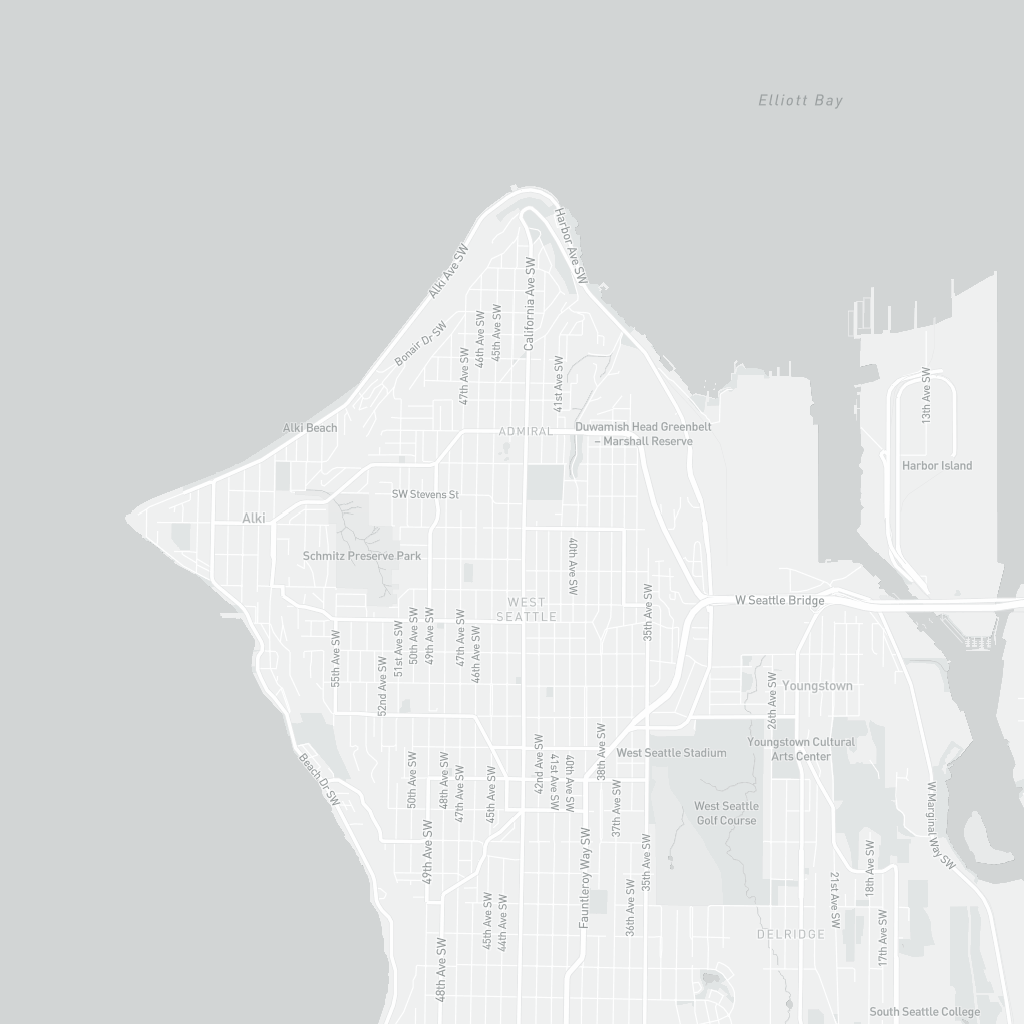 Elliott Bay
Harbor Ave SW
Alki Ave SW
California Ave SW
Bonair Dr SW
47th Ave SW
46th Ave SW
45th Ave SW
41st Ave SW
13th Ave SW
Alki Beach
ADMIRAL
Duwamish Head Greenbelt
– Marshall Reserve
Harbor Island
SW Stevens St
Alki
Schmitz Preserve Park
40th Ave SW
WEST
SEATTLE
W Seattle Bridge
35th Ave SW
55th Ave SW
52nd Ave SW
51st Ave SW
50th Ave SW
49th Ave SW
47th Ave SW
46th Ave SW
Youngstown
26th Ave SW
West Seattle Stadium
Youngstown Cultural
Arts Center
Beach Dr SW
50th Ave SW
48th Ave SW
47th Ave SW
45th Ave SW
42nd Ave SW
41st Ave SW
40th Ave SW
38th Ave SW
37th Ave SW
West Seattle
Golf Course
W Marginal Way SW
49th Ave SW
Fauntleroy Way SW
35th Ave SW
36th Ave SW
45th Ave SW
44th Ave SW
48th Ave SW
21st Ave SW
18th Ave SW
17th Ave SW
DELRIDGE
South Seattle College